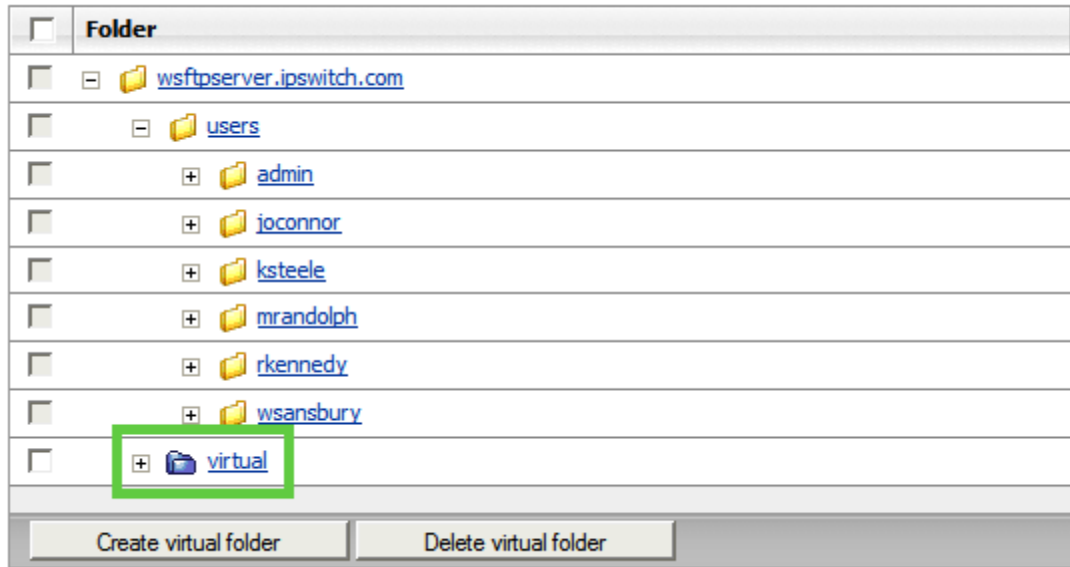 Folder
wsftpserver.ipswitch.com
users
admin
joconnor
ksteele
mrandolph
rkennedy
wsansbury
virtual
Create virtual folder Delete virtual folder